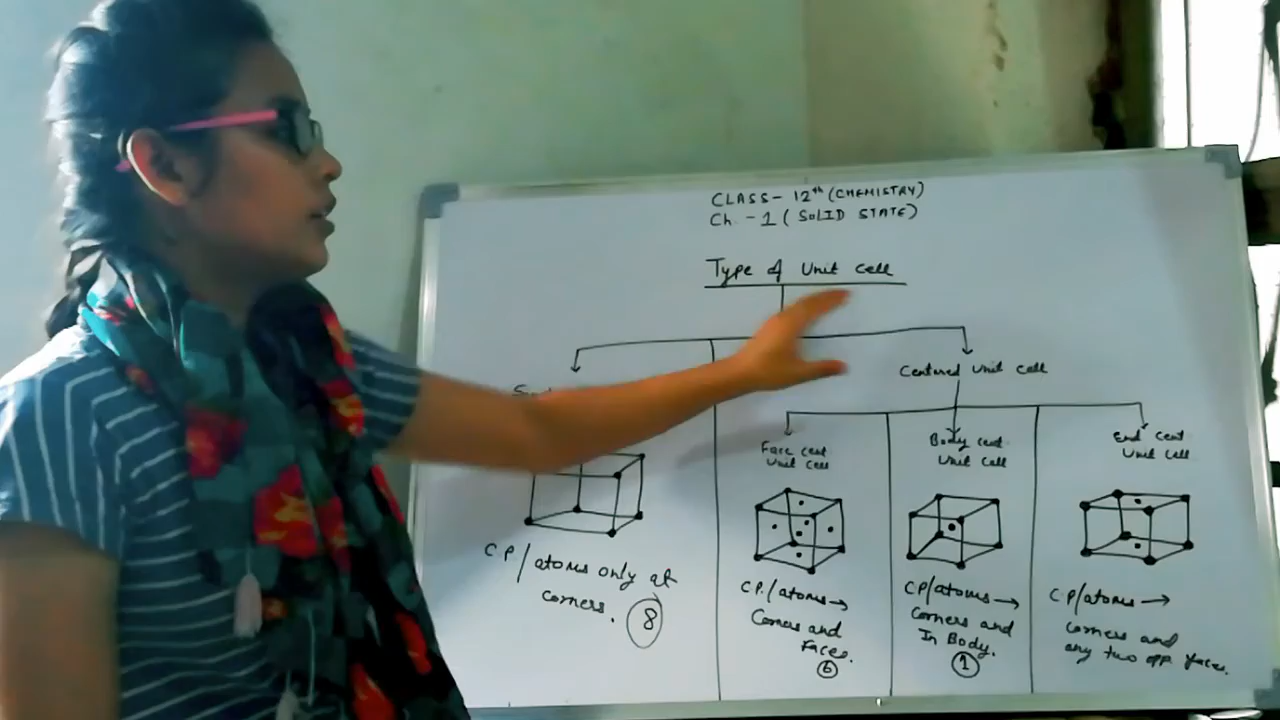 CLASS- 12th (CHEMISTRY)
Ch. - 1 ( SOLID STATE)
Type of Unit cell
Centered Unit cell
Face cent
Unit cell
Body cent
Unit cell
End cent
Unit cell
C.P/atoms only at
corners. 8
C.P./atoms →
Corners and
Faces.
6
C.P/atoms →
Corners and
In Body.
1
C.P/atoms →
Corners and
any two opp. faces.